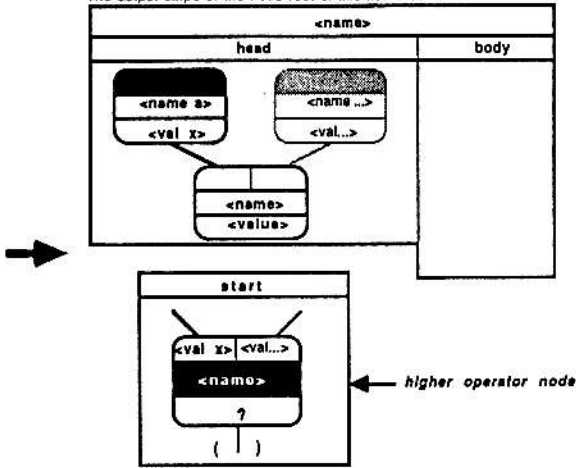 <name>
head body
<name a> <name ...>
<val x> <val...>
<name>
<value>
start
<val x> <val...>
<name>
higher operator node
?
( )